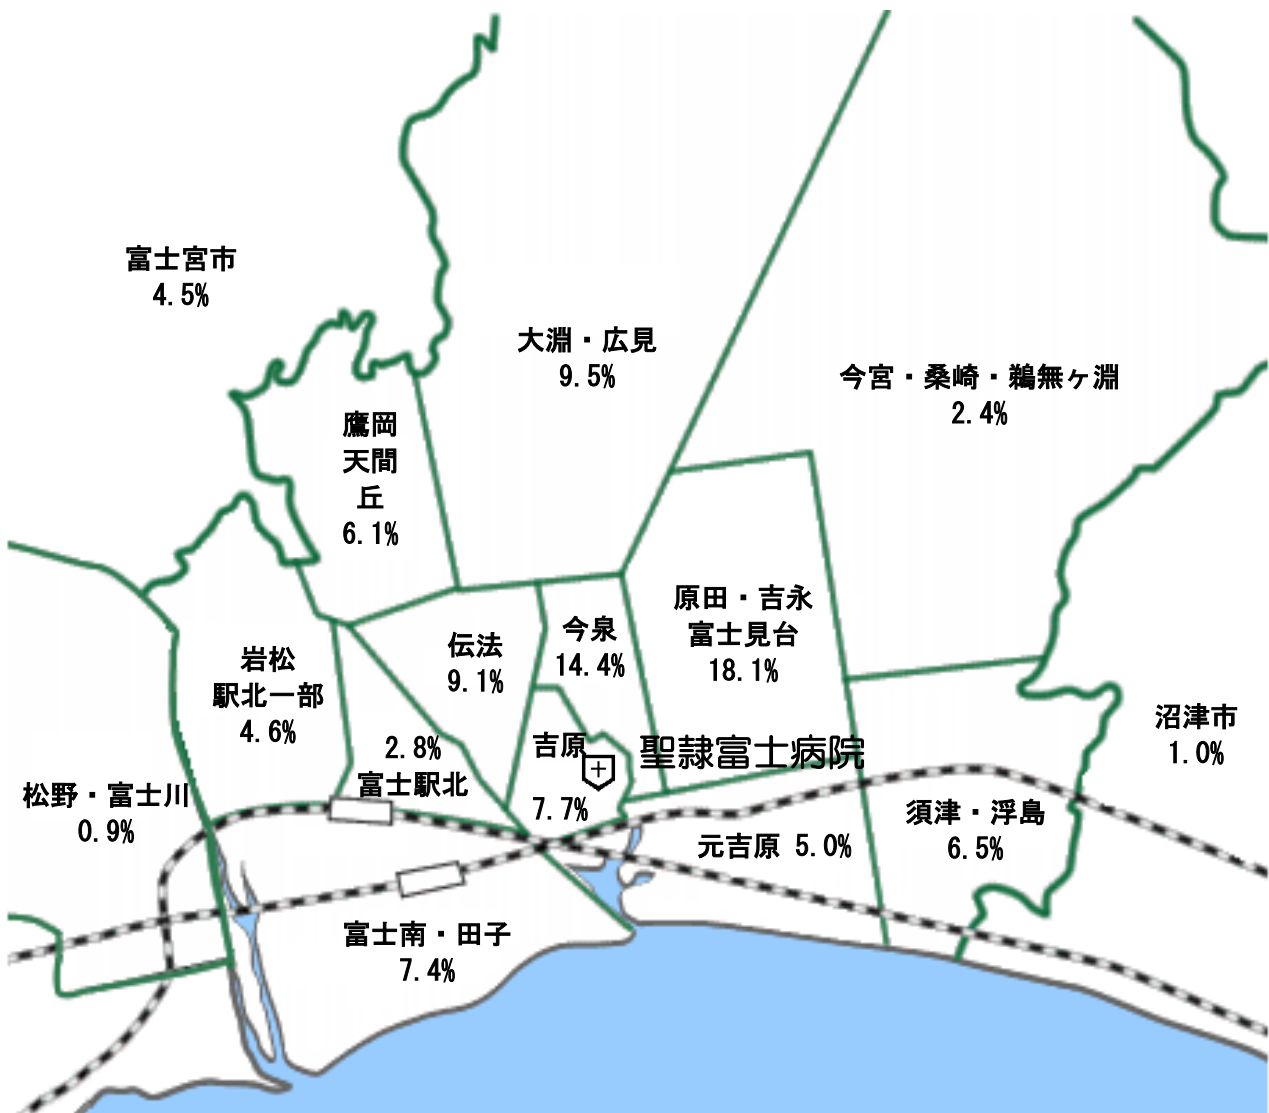 富士宮市
4.5%
大淵・広見
9.5%
今宮・桑崎・鵜無ヶ淵
2.4%
鷹岡
天間
丘
6.1%
原田・吉永
富士見台
18.1%
今泉
14.4%
伝法
9.1%
岩松
駅北一部
4.6%
2.8%
富士駅北
吉原
7.7%
聖隷富士病院
沼津市
1.0%
松野・富士川
0.9%
須津・浮島
6.5%
元吉原 5.0%
富士南・田子
7.4%